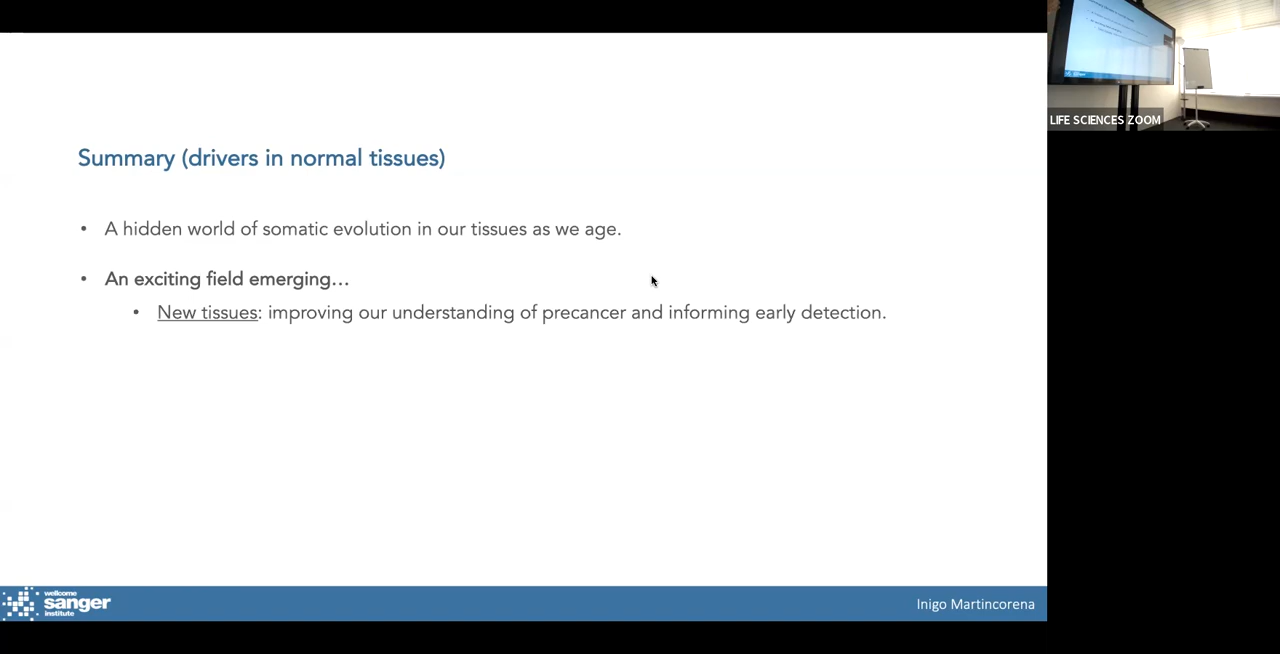 Summary (drivers in normal tissues)
• A hidden world of somatic evolution in our tissues as we age.
• An exciting field emerging...
• New tissues: improving our understanding of precancer and informing early detection.
wellcome
sanger
institute
Inigo Martincorena
LIFE SCIENCES ZOOM